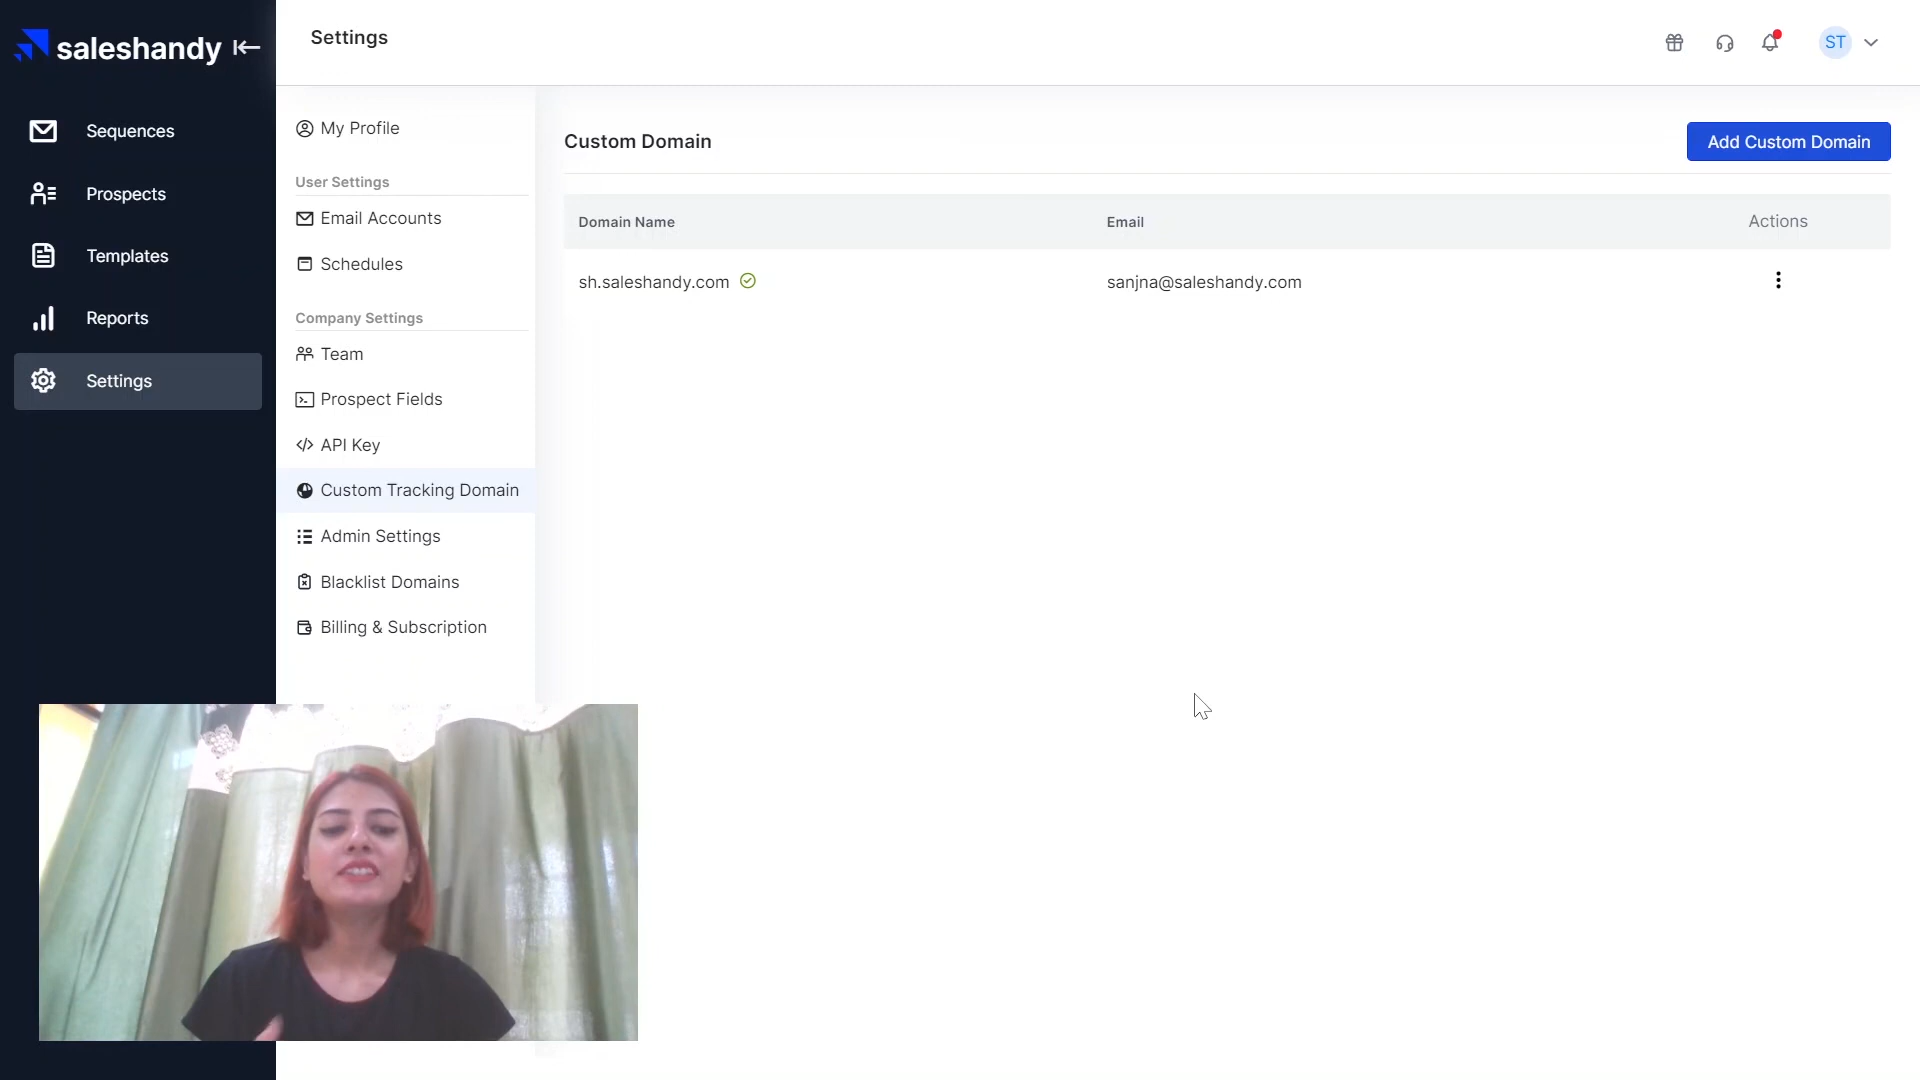 saleshandy
Sequences
Prospects
Templates
Reports
Settings
Settings
ST
My Profile
User Settings
Email Accounts
Schedules
Company Settings
Team
Prospect Fields
API Key
Custom Tracking Domain
Admin Settings
Blacklist Domains
Billing & Subscription
Custom Domain
Add Custom Domain
Domain Name Email Actions
sh.saleshandy.com sanjna@saleshandy.com